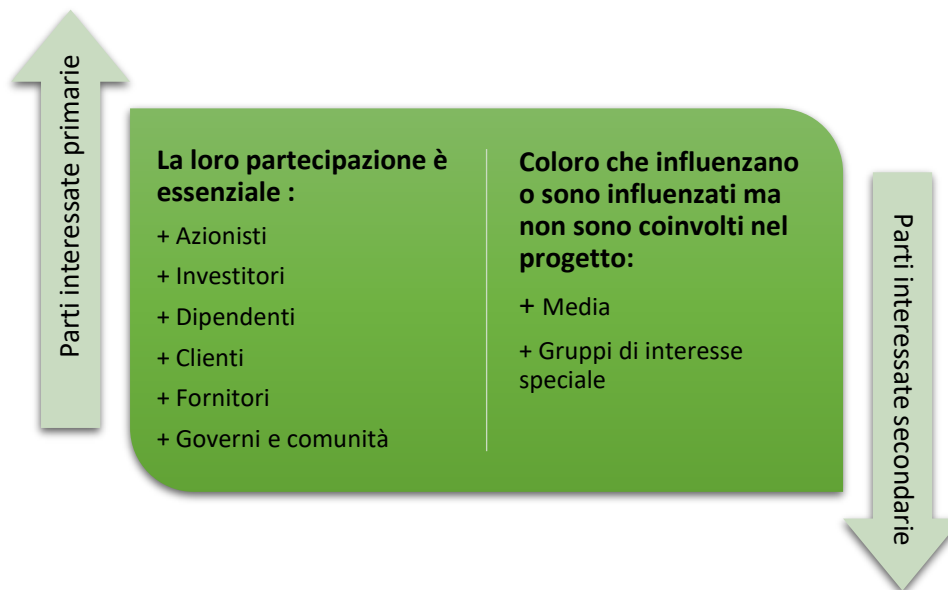 Parti interessate primarie
La loro partecipazione è
essenziale :
+ Azionisti
+ Investitori
+ Dipendenti
+ Clienti
+ Fornitori
+ Governi e comunità
Coloro che influenzano
o sono influenzati ma
non sono coinvolti nel
progetto:
+ Media
+ Gruppi di interesse
speciale
Parti interessate secondarie